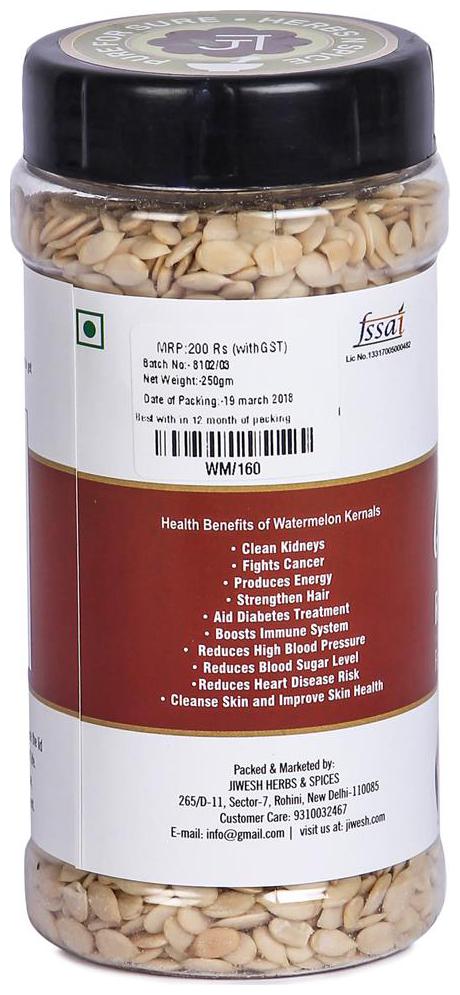 PUREFORSURE • HERBS & SPICE
MRP:200 Rs (withGST)
Batch No:- 8102/03
Net Weight:-250gm
Date of Packing:-19 march 2018
Best with in 12 month of packing
WM/160
fssai
Lic No.13317005000482
Health Benefits of Watermelon Kernals
• Clean Kidneys
• Fights Cancer
• Produces Energy
• Strengthen Hair
• Aid Diabetes Treatment
• Boosts Immune System
• Reduces High Blood Pressure
• Reduces Blood Sugar Level
•Reduces Heart Disease Risk
• Cleanse Skin and Improve Skin Health
Packed & Marketed by:
JIWESH HERBS & SPICES
265/D-11, Sector-7, Rohini, New Delhi-110085
Customer Care: 9310032467
E-mail: info@gmail.com | visit us at: jiwesh.com